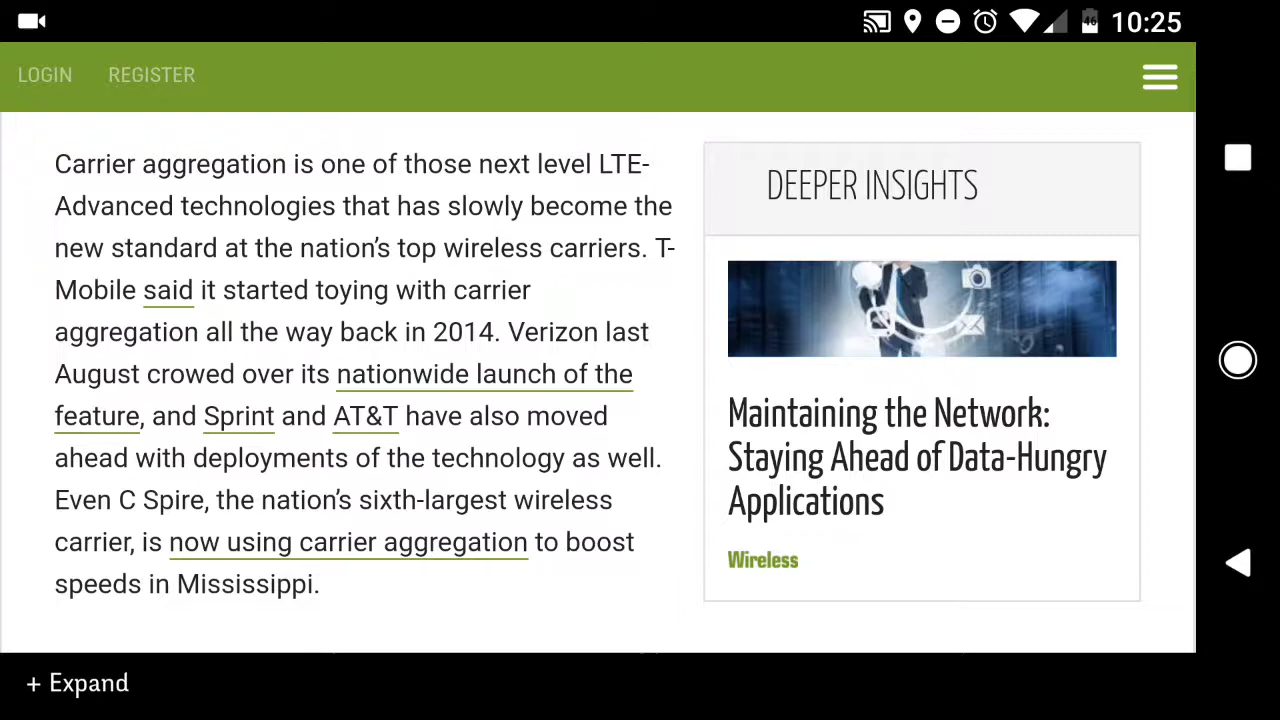 46 10:25
LOGIN REGISTER
Carrier aggregation is one of those next level LTE-
Advanced technologies that has slowly become the
new standard at the nation’s top wireless carriers. T-
Mobile said it started toying with carrier
aggregation all the way back in 2014. Verizon last
August crowed over its nationwide launch of the
feature, and Sprint and AT&T have also moved
ahead with deployments of the technology as well.
Even C Spire, the nation’s sixth-largest wireless
carrier, is now using carrier aggregation to boost
speeds in Mississippi.
DEEPER INSIGHTS
Maintaining the Network:
Staying Ahead of Data-Hungry
Applications
Wireless
+ Expand